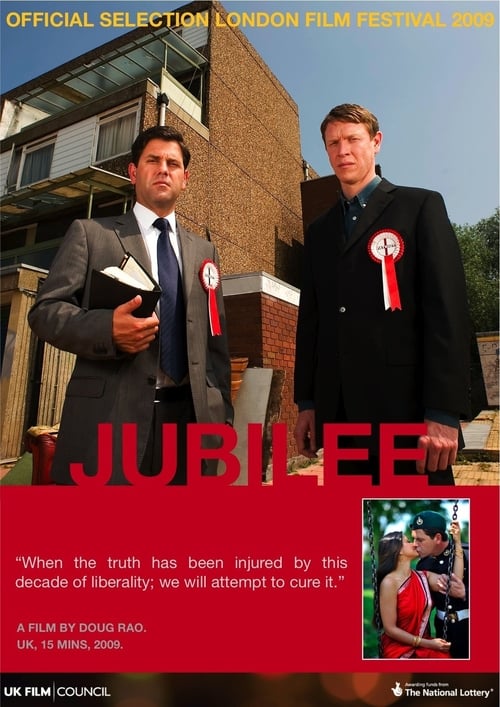 OFFICIAL SELECTION LONDON FILM FESTIVAL 2009
JUBILEE
“When the truth has been injured by this
decade of liberality; we will attempt to cure it.”
A FILM BY DOUG RAO.
UK, 15 MINS, 2009.
UK FILM COUNCIL
Awarding funds from
The National Lottery®